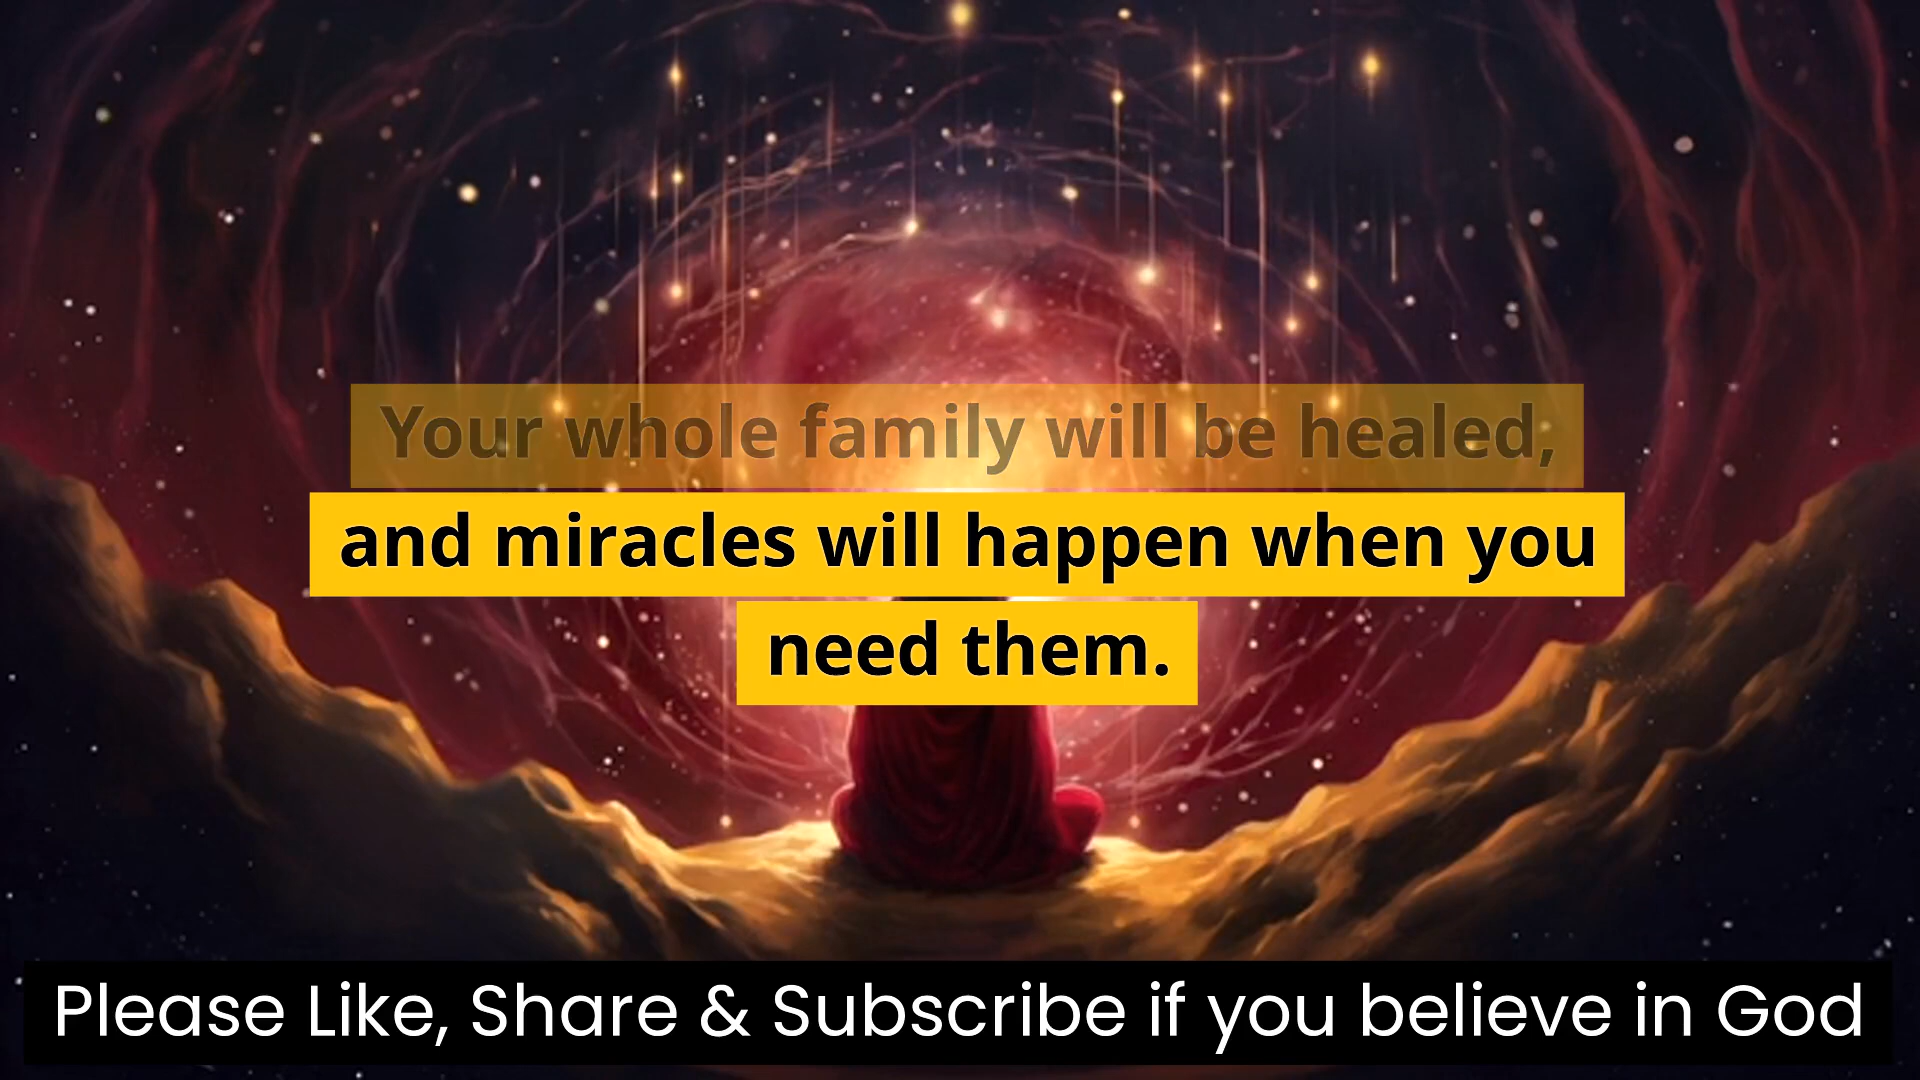 Your whole family will be healed,
and miracles will happen when you
need them.
Please Like, Share & Subscribe if you believe in God